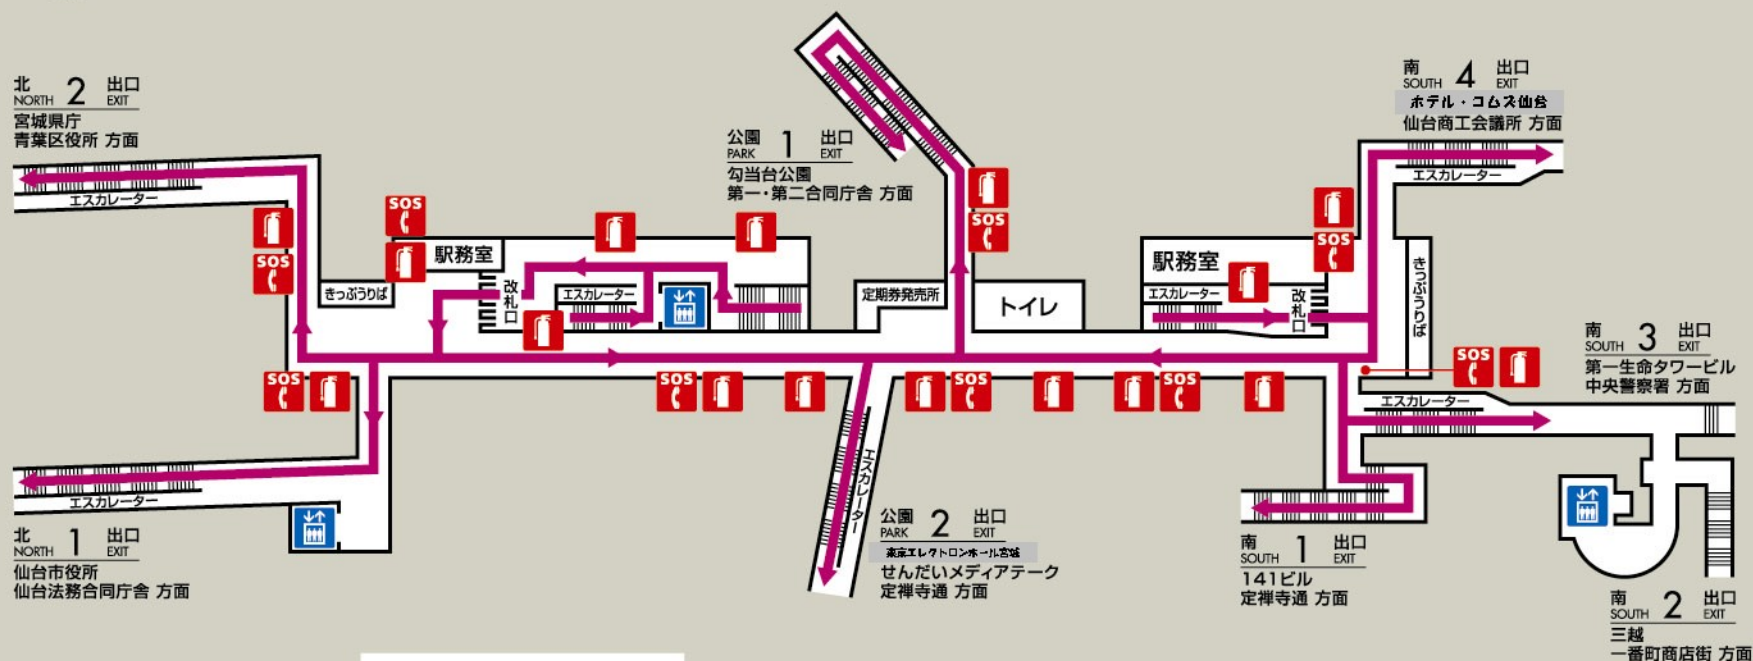 北 2 出口
NORTH EXIT
宮城県庁
青葉区役所 方面
エスカレーター
SOS
SOS
駅務室
きっぷうりば
改札口
エスカレーター
公園 1 出口
PARK EXIT
勾当台公園
第一・第二合同庁舎 方面
SOS
定期券発売所
トイレ
南 4 出口
SOUTH EXIT
ホテル・コムズ仙台
仙台商工会議所 方面
エスカレーター
SOS
駅務室
エスカレーター
改札口
きっぷうりば
南 3 出口
SOUTH EXIT
第一生命タワービル
中央警察署 方面
SOS
エスカレーター
SOS
SOS
SOS
SOS
エスカレーター
北 1 出口
NORTH EXIT
仙台市役所
仙台法務合同庁舎 方面
エスカレーター
公園 2 出口
PARK EXIT
東京エレクトロンホール宮城
せんだいメディアテーク
定禅寺通 方面
南 1 出口
SOUTH EXIT
141ビル
定禅寺通 方面
南 2 出口
SOUTH EXIT
三越
一番町商店街 方面